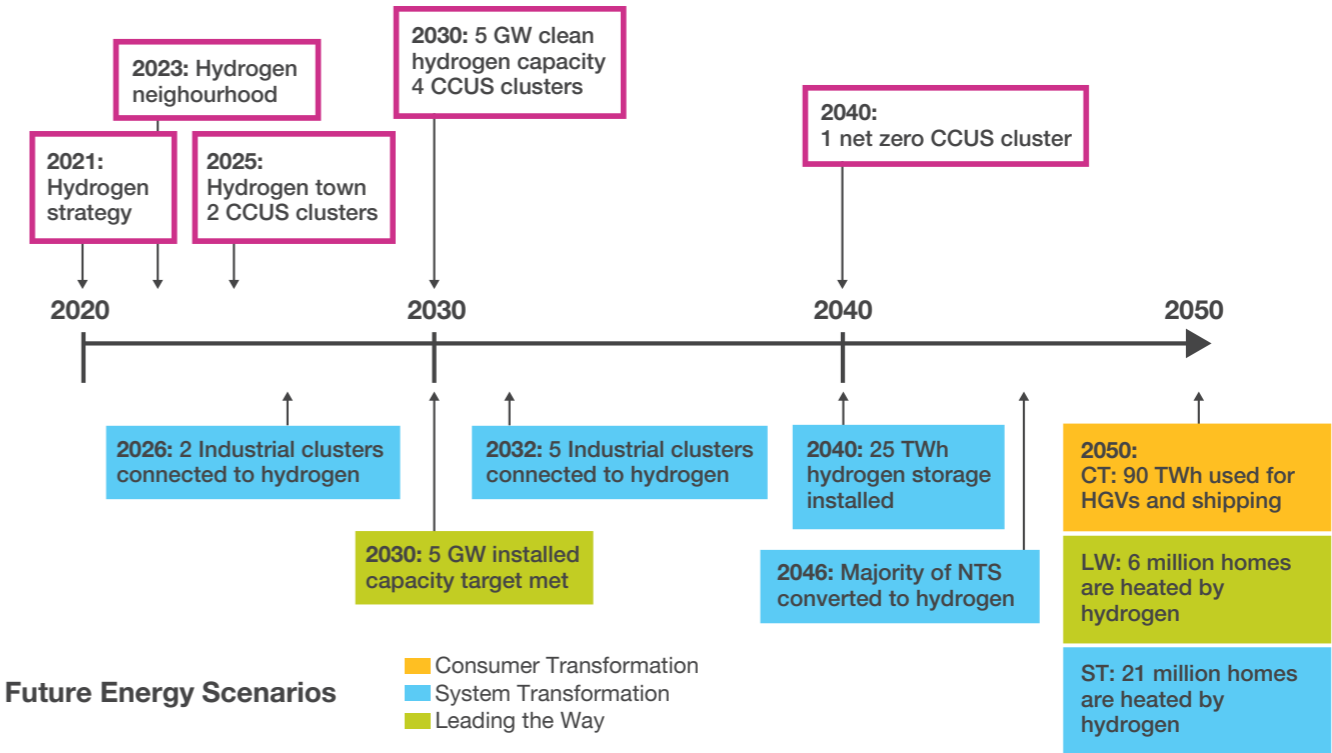 2030: 5 GW clean
hydrogen capacity
4 CCUS clusters
2023: Hydrogen
neighourhood
2040:
1 net zero CCUS cluster
2021:
Hydrogen
strategy
2025:
Hydrogen town
2 CCUS clusters
2020
2030
2040
2050
2026: 2 Industrial clusters
connected to hydrogen
2032: 5 Industrial clusters
connected to hydrogen
2040: 25 TWh
hydrogen storage
installed
2050:
CT: 90 TWh used for
HGVs and shipping
2030: 5 GW installed
capacity target met
2046: Majority of NTS
converted to hydrogen
LW: 6 million homes
are heated by
hydrogen
ST: 21 million homes
are heated by
hydrogen
Future Energy Scenarios
Consumer Transformation
System Transformation
Leading the Way